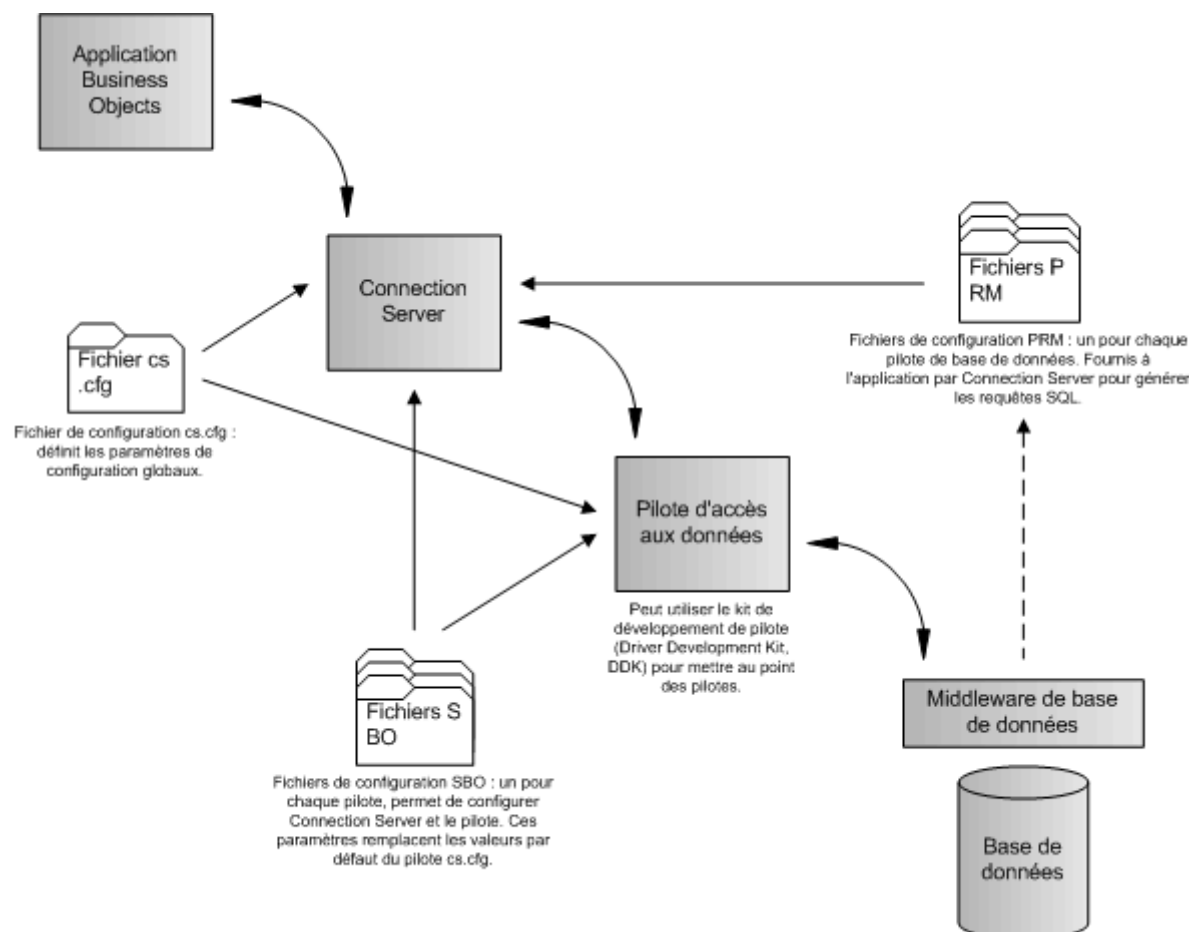 Application
Business
Objects
Connection
Server
Fichiers P
RM
Fichiers de configuration PRM : un pour chaque
pilote de base de données. Fournis à
l'application par Connection Server pour générer
les requêtes SQL.
Fichier cs
.cfg
Fichier de configuration cs.cfg :
définit les paramètres de
configuration globaux.
Pilote d'accès
aux données
Peut utiliser le kit de
développement de pilote
(Driver Development Kit,
DDK) pour mettre au point
des pilotes.
Fichiers S
BO
Fichiers de configuration SBO : un pour
chaque pilote, permet de configurer
Connection Server et le pilote. Ces
paramètres remplacent les valeurs par
défaut du pilote cs.cfg.
Middleware de base
de données
Base de
données